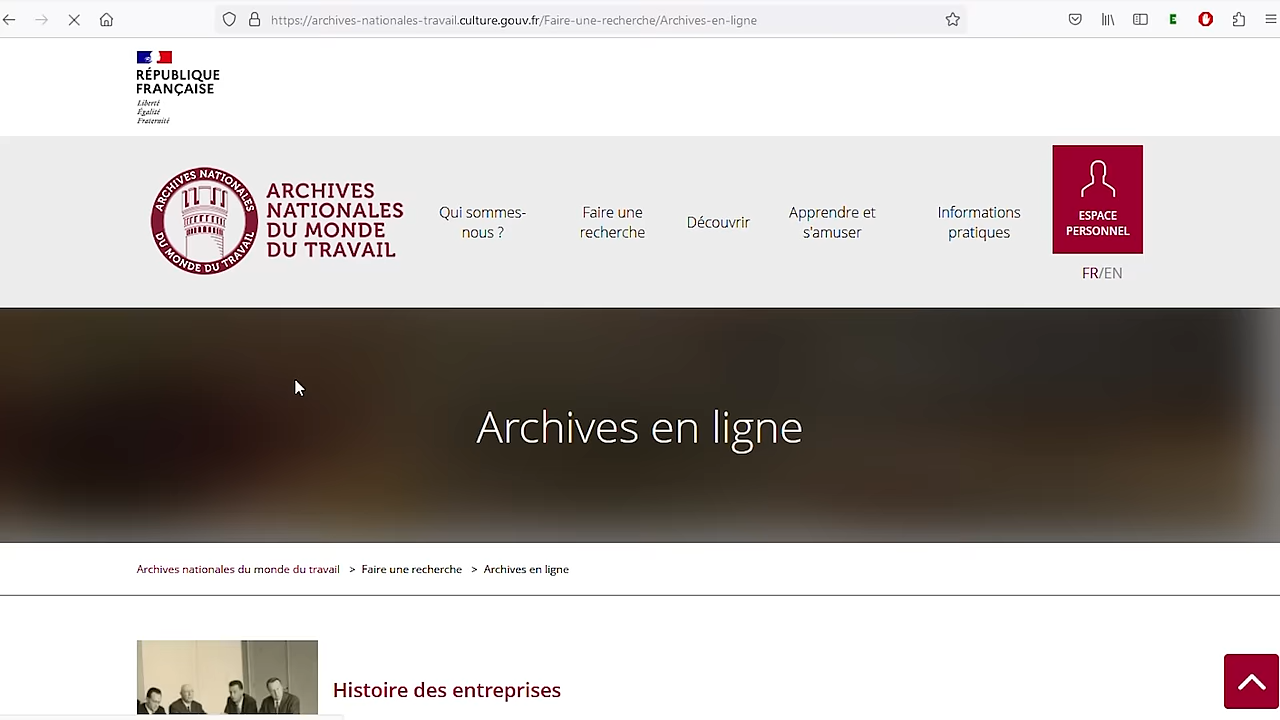 https://archives-nationales-travail.culture.gouv.fr/Faire-une-recherche/Archives-en-ligne
RÉPUBLIQUE
FRANÇAISE
Liberté
Égalité
Fraternité
ARCHIVES NATIONALES
DU MONDE DU TRAVAIL
ARCHIVES
NATIONALES
DU MONDE
DU TRAVAIL
Qui sommes-
nous ?
Faire une
recherche
Découvrir
Apprendre et
s'amuser
Informations
pratiques
ESPACE
PERSONNEL
FR/EN
Archives en ligne
Archives nationales du monde du travail > Faire une recherche > Archives en ligne
Histoire des entreprises